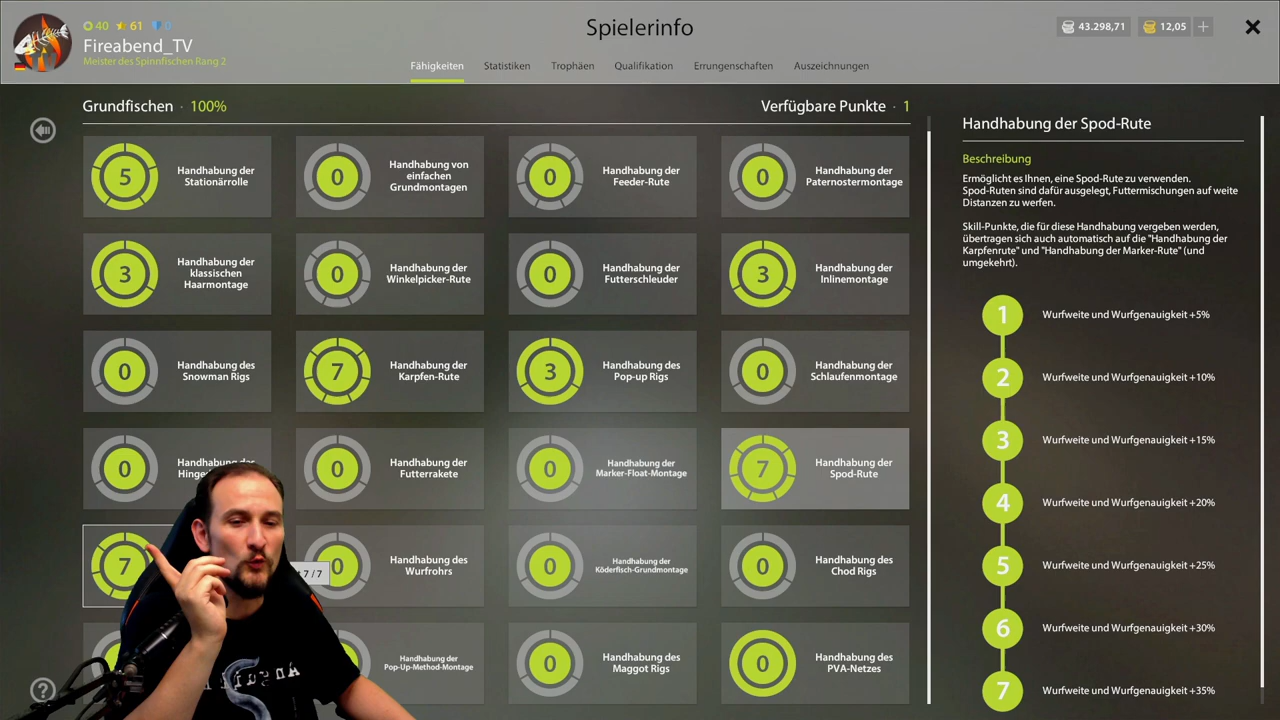 40 61 0
Fireabend_TV
Meister des Spinnfischen Rang 2
Spielerinfo
43.298,71 12,05 +
Fähigkeiten Statistiken Trophäen Qualifikation Errungenschaften Auszeichnungen
Grundfischen · 100%
Verfügbare Punkte · 1
5 Handhabung der
Stationärrolle
0 Handhabung von
einfachen
Grundmontagen
0 Handhabung der
Feeder-Rute
0 Handhabung der
Paternostermontage
3 Handhabung der
klassischen
Haarmontage
0 Handhabung der
Winkelpicker-Rute
0 Handhabung der
Futterschleuder
3 Handhabung der
Inlinemontage
0 Handhabung des
Snowman Rigs
7 Handhabung der
Karpfen-Rute
3 Handhabung des
Pop-up Rigs
0 Handhabung der
Schlaufenmontage
0
0 Handhabung der
Futterrakete
0 Handhabung der
Marker-Float-Montage
7 Handhabung der
Spod-Rute
7
7 / 7
0 Handhabung des
Wurfrohrs
0 Handhabung der
Köderfisch-Grundmontage
0 Handhabung des
Chod Rigs
Handhabung der
Pop-Up-Method-Montage
0 Handhabung des
Maggot Rigs
0 Handhabung des
PVA-Netzes
?
Handhabung der Spod-Rute
Beschreibung
Ermöglicht es Ihnen, eine Spod-Rute zu verwenden.
Spod-Ruten sind dafür ausgelegt, Futtermischungen auf weite
Distanzen zu werfen.
Skill-Punkte, die für diese Handhabung vergeben werden,
übertragen sich auch automatisch auf die "Handhabung der
Karpfenrute" und "Handhabung der Marker-Rute" (und
umgekehrt).
1 Wurfweite und Wurfgenauigkeit +5%
2 Wurfweite und Wurfgenauigkeit +10%
3 Wurfweite und Wurfgenauigkeit +15%
4 Wurfweite und Wurfgenauigkeit +20%
5 Wurfweite und Wurfgenauigkeit +25%
6 Wurfweite und Wurfgenauigkeit +30%
7 Wurfweite und Wurfgenauigkeit +35%